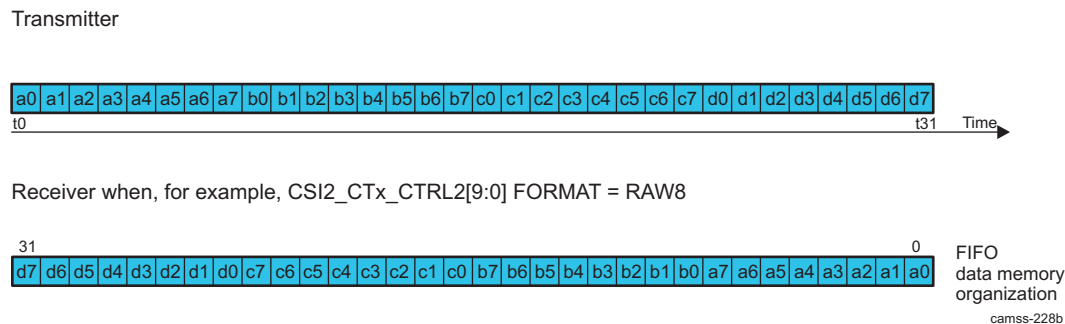 Transmitter
a0 a1 a2 a3 a4 a5 a6 a7 b0 b1 b2 b3 b4 b5 b6 b7 c0 c1 c2 c3 c4 c5 c6 c7 d0 d1 d2 d3 d4 d5 d6 d7
t0 t31 Time
Receiver when, for example, CSI2_CTx_CTRL2[9:0] FORMAT = RAW8
31 0
d7 d6 d5 d4 d3 d2 d1 d0 c7 c6 c5 c4 c3 c2 c1 c0 b7 b6 b5 b4 b3 b2 b1 b0 a7 a6 a5 a4 a3 a2 a1 a0
FIFO
data memory
organization
camss-228b